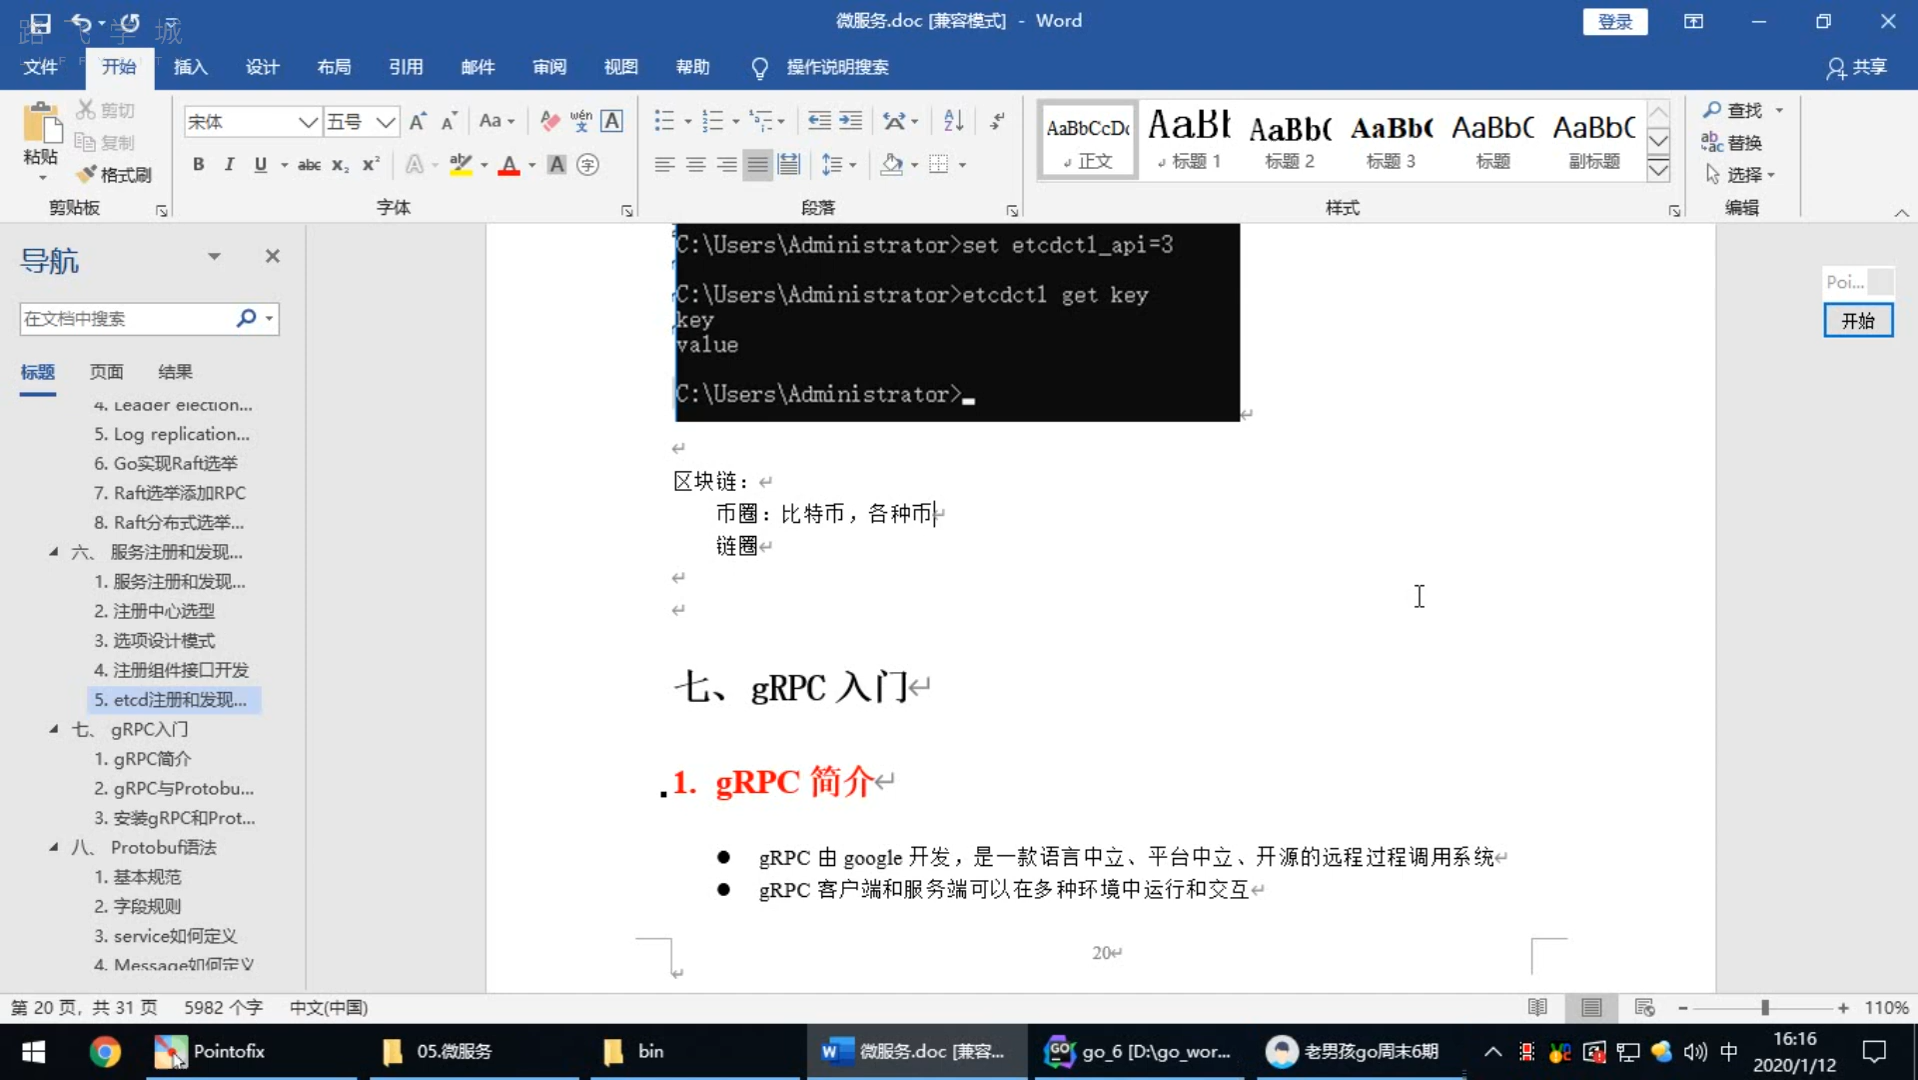 微服务.doc [兼容模式] - Word
登录
路飞学城
文件 开始 插入 设计 布局 引用 邮件 审阅 视图 帮助 操作说明搜索 共享
粘贴
剪切
复制
格式刷
剪贴板
宋体 五号
字体
段落
AaBbCcDc 正文
AaBb 标题 1
AaBb( 标题 2
AaBb( 标题 3
AaBbC 标题
AaBbC 副标题
样式
查找
替换
选择
编辑
导航
在文档中搜索
标题 页面 结果
4. Leader election...
5. Log replication...
6. Go实现Raft选举
7. Raft选举添加RPC
8. Raft分布式选举...
六、 服务注册和发现...
1. 服务注册和发现...
2. 注册中心选型
3. 选项设计模式
4. 注册组件接口开发
5. etcd注册和发现...
七、 gRPC入门
1. gRPC简介
2. gRPC与Protobu...
3. 安装gRPC和Prot...
八、 Protobuf语法
1. 基本规范
2. 字段规则
3. service如何定义
4. Message如何定义
C:\Users\Administrator>set etcdctl_api=3
C:\Users\Administrator>etcdctl get key
key
value
C:\Users\Administrator>
区块链：
币圈：比特币，各种币
链圈
七、gRPC 入门
1. gRPC 简介
● gRPC 由 google 开发，是一款语言中立、平台中立、开源的远程过程调用系统
● gRPC 客户端和服务端可以在多种环境中运行和交互
20
Poi...
开始
第 20 页，共 31 页 5982 个字 中文(中国)
110%
Pointofix
05.微服务
bin
微服务.doc [兼容...
go_6 [D:\go_wor...
老男孩go周末6期
中
16:16
2020/1/12